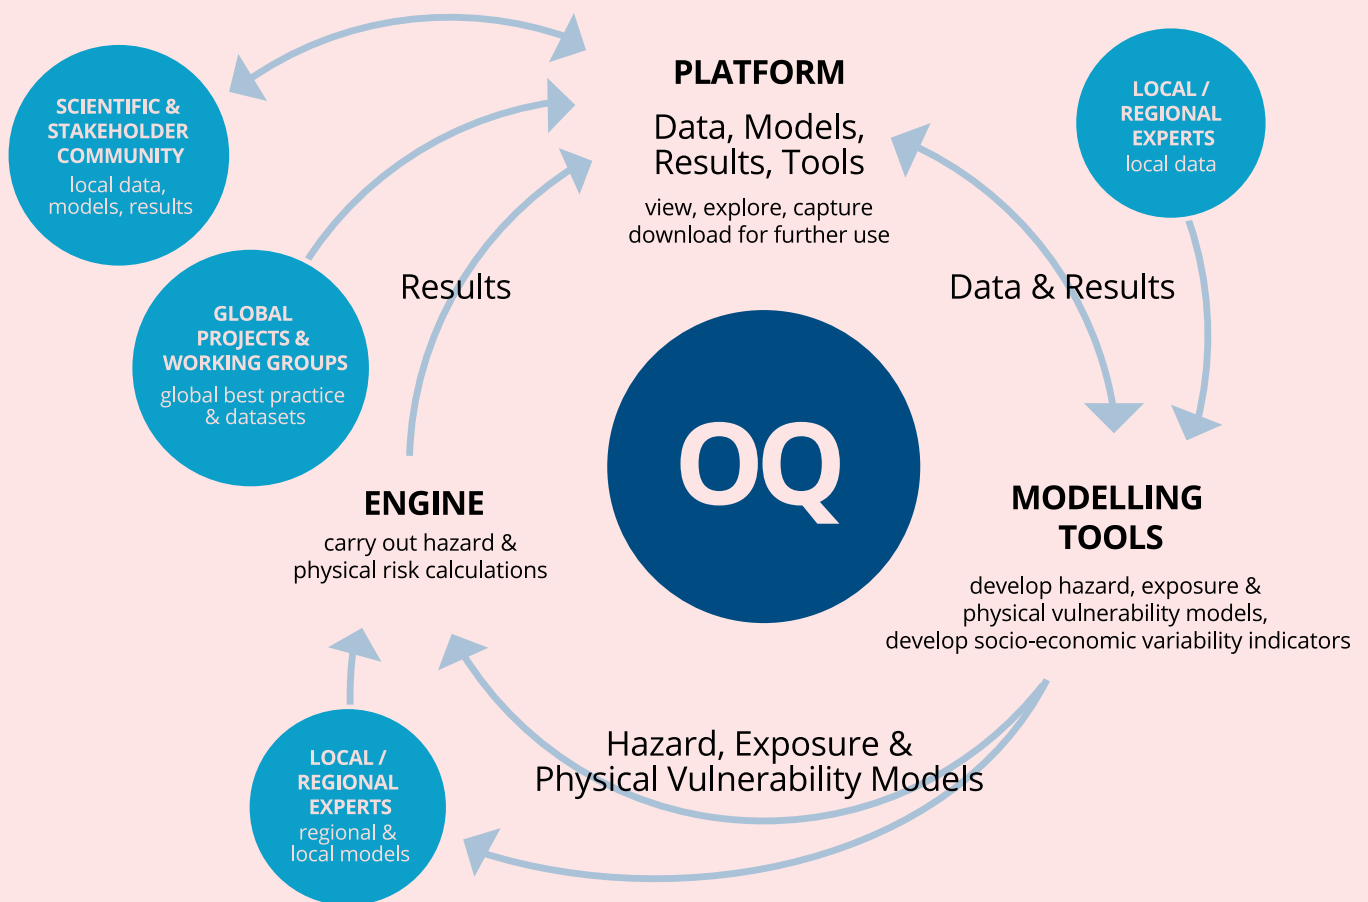 SCIENTIFIC &
STAKEHOLDER
COMMUNITY
local data,
models, results
GLOBAL
PROJECTS &
WORKING GROUPS
global best practice
& datasets
PLATFORM
Data, Models,
Results, Tools
view, explore, capture
download for further use
LOCAL /
REGIONAL
EXPERTS
local data
Results
Data & Results
OQ
ENGINE
carry out hazard &
physical risk calculations
MODELLING
TOOLS
develop hazard, exposure &
physical vulnerability models,
develop socio-economic variability indicators
Hazard, Exposure &
Physical Vulnerability Models
LOCAL /
REGIONAL
EXPERTS
regional &
local models